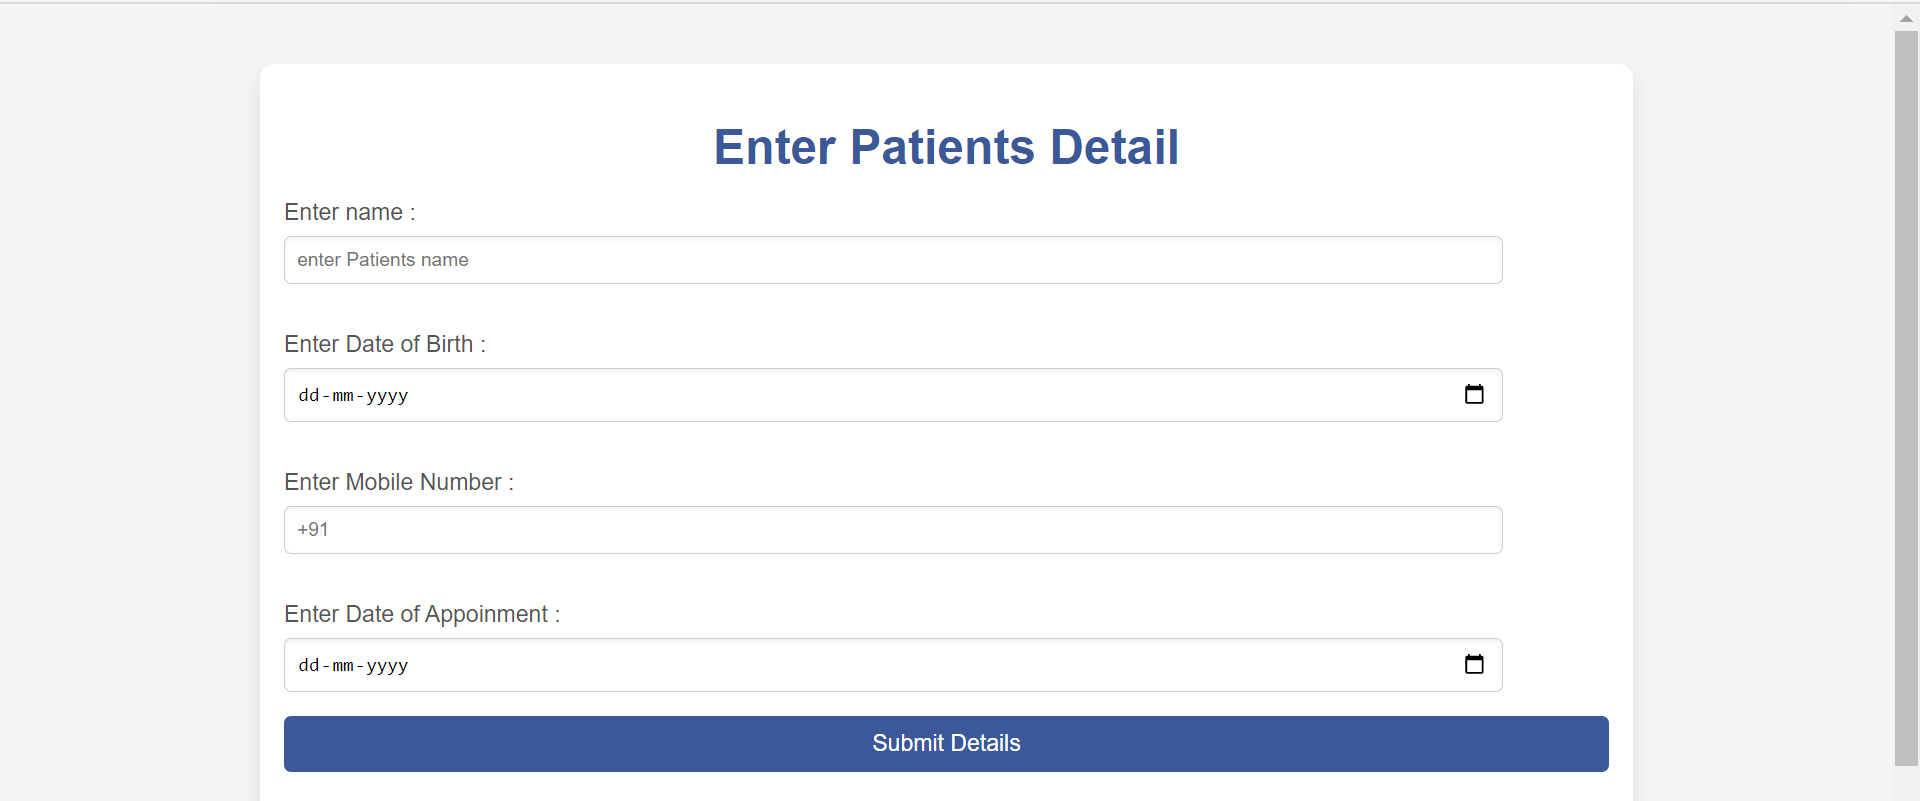 Enter Patients Detail
Enter name :
enter Patients name
Enter Date of Birth :
dd-mm-yyyy
Enter Mobile Number :
+91
Enter Date of Appoinment :
dd-mm-yyyy
Submit Details